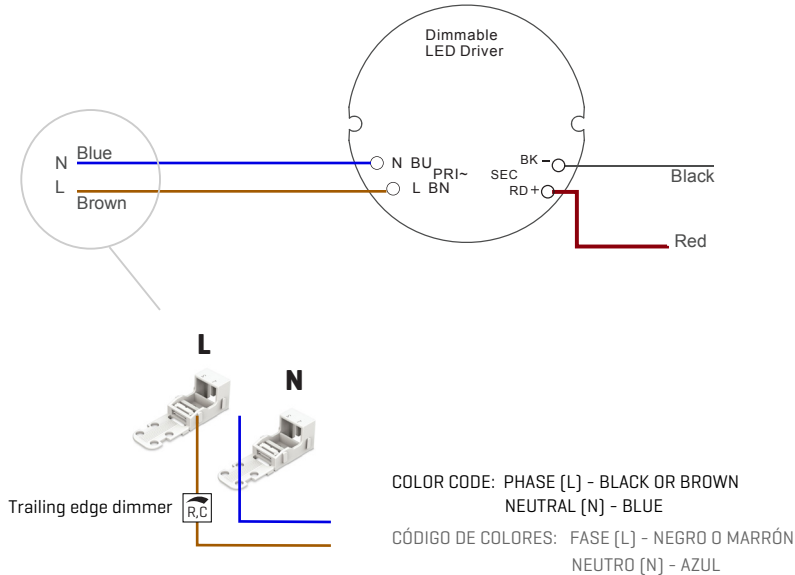 Dimmable
LED Driver
N Blue
L Brown
N BU
PRI~
L BN
BK −
SEC
RD +
Black
Red
L
N
Trailing edge dimmer
R,C
COLOR CODE: PHASE (L) - BLACK OR BROWN
NEUTRAL (N) - BLUE
CÓDIGO DE COLORES: FASE (L) - NEGRO O MARRÓN
NEUTRO (N) - AZUL